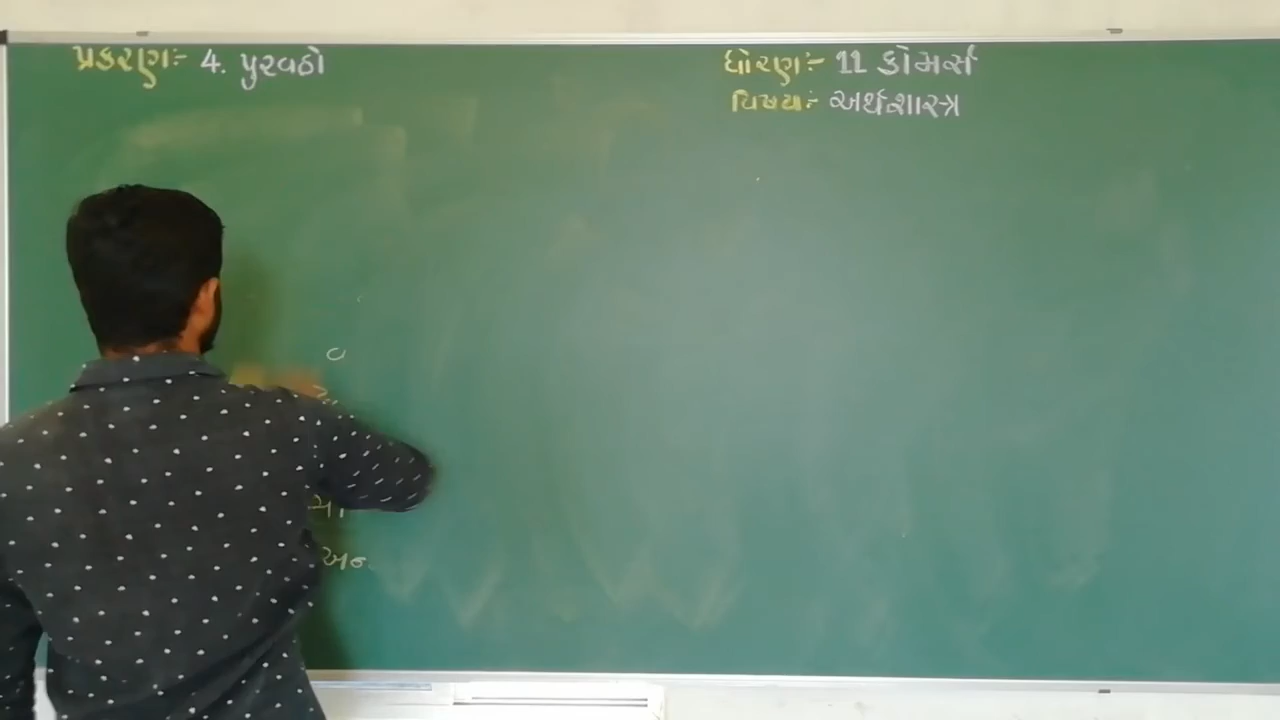 પ્રકરણઃ- 4. પુરવઠો
ધોરણઃ- 11 કોમર્સ
વિષયઃ- અર્થશાસ્ત્ર